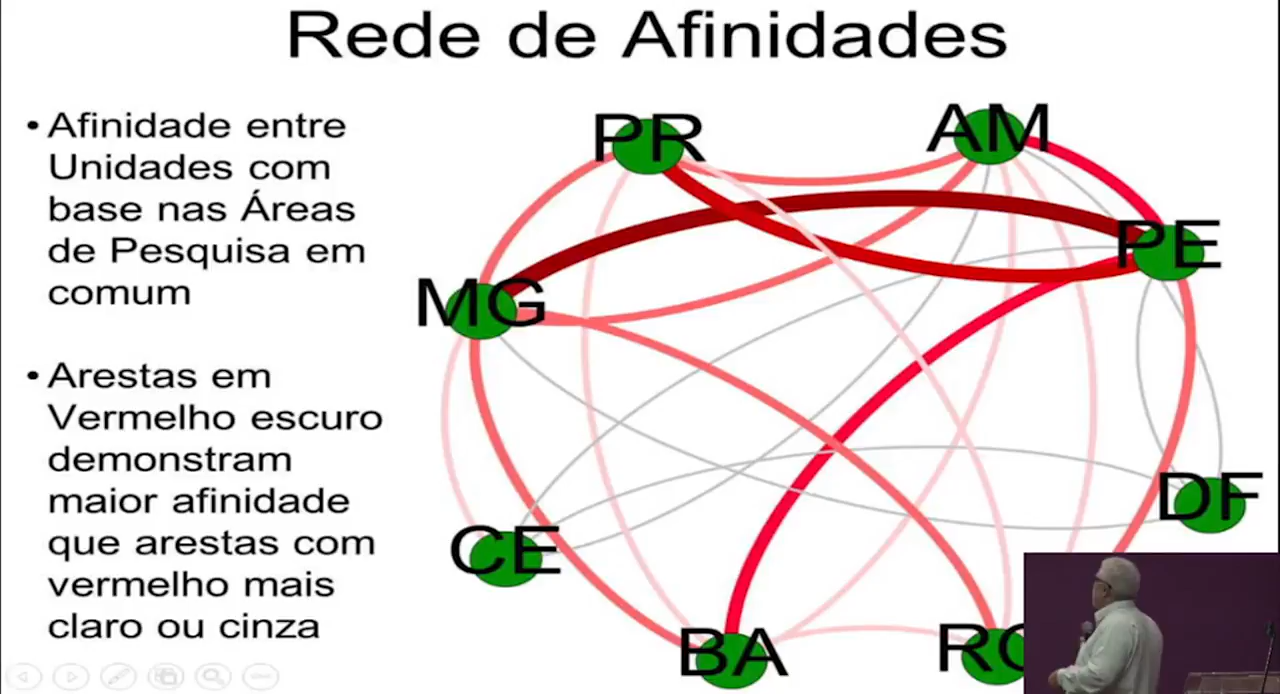 Rede de Afinidades
• Afinidade entre
Unidades com
base nas Áreas
de Pesquisa em
comum
• Arestas em
Vermelho escuro
demonstram
maior afinidade
que arestas com
vermelho mais
claro ou cinza
PR
AM
PE
MG
DF
CE
BA